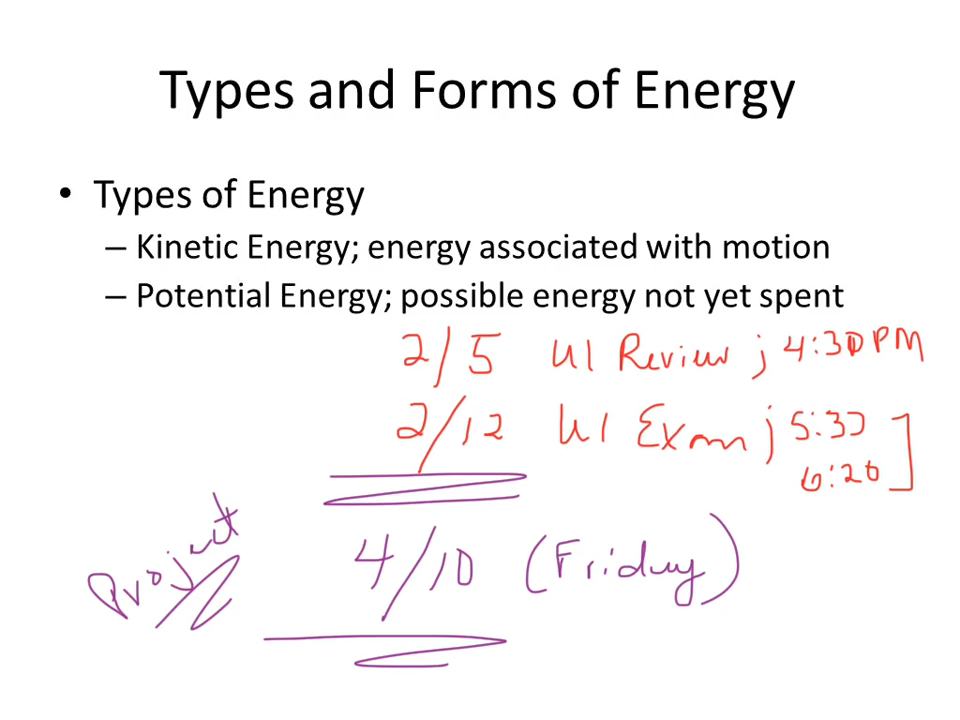 Types and Forms of Energy
• Types of Energy
– Kinetic Energy; energy associated with motion
– Potential Energy; possible energy not yet spent
2/5 U1 Review ; 4:30 PM
2/12 U1 Exam ; 5:30
6:20 ]
Project 4/10 (Friday)